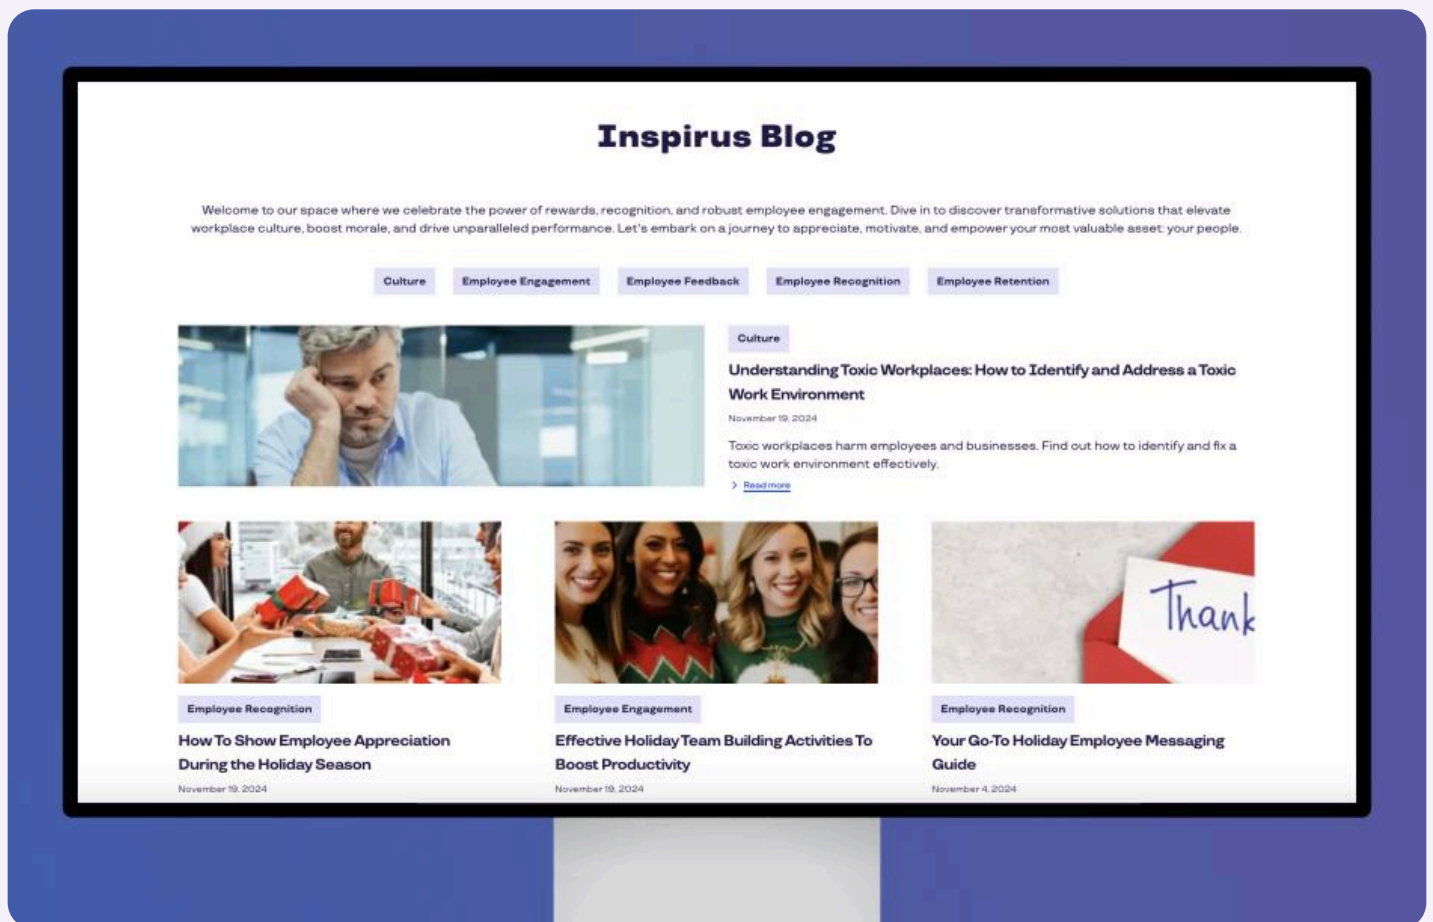 Inspirus Blog
Welcome to our space where we celebrate the power of rewards, recognition, and robust employee engagement. Dive in to discover transformative solutions that elevate
workplace culture, boost morale, and drive unparalleled performance. Let's embark on a journey to appreciate, motivate, and empower your most valuable asset: your people.
Culture
Employee Engagement
Employee Feedback
Employee Recognition
Employee Retention
Culture
Understanding Toxic Workplaces: How to Identify and Address a Toxic
Work Environment
November 19, 2024
Toxic workplaces harm employees and businesses. Find out how to identify and fix a
toxic work environment effectively.
Read more
Thank
Employee Recognition
How To Show Employee Appreciation
During the Holiday Season
November 19, 2024
Employee Engagement
Effective Holiday Team Building Activities To
Boost Productivity
November 19, 2024
Employee Recognition
Your Go-To Holiday Employee Messaging
Guide
November 4, 2024